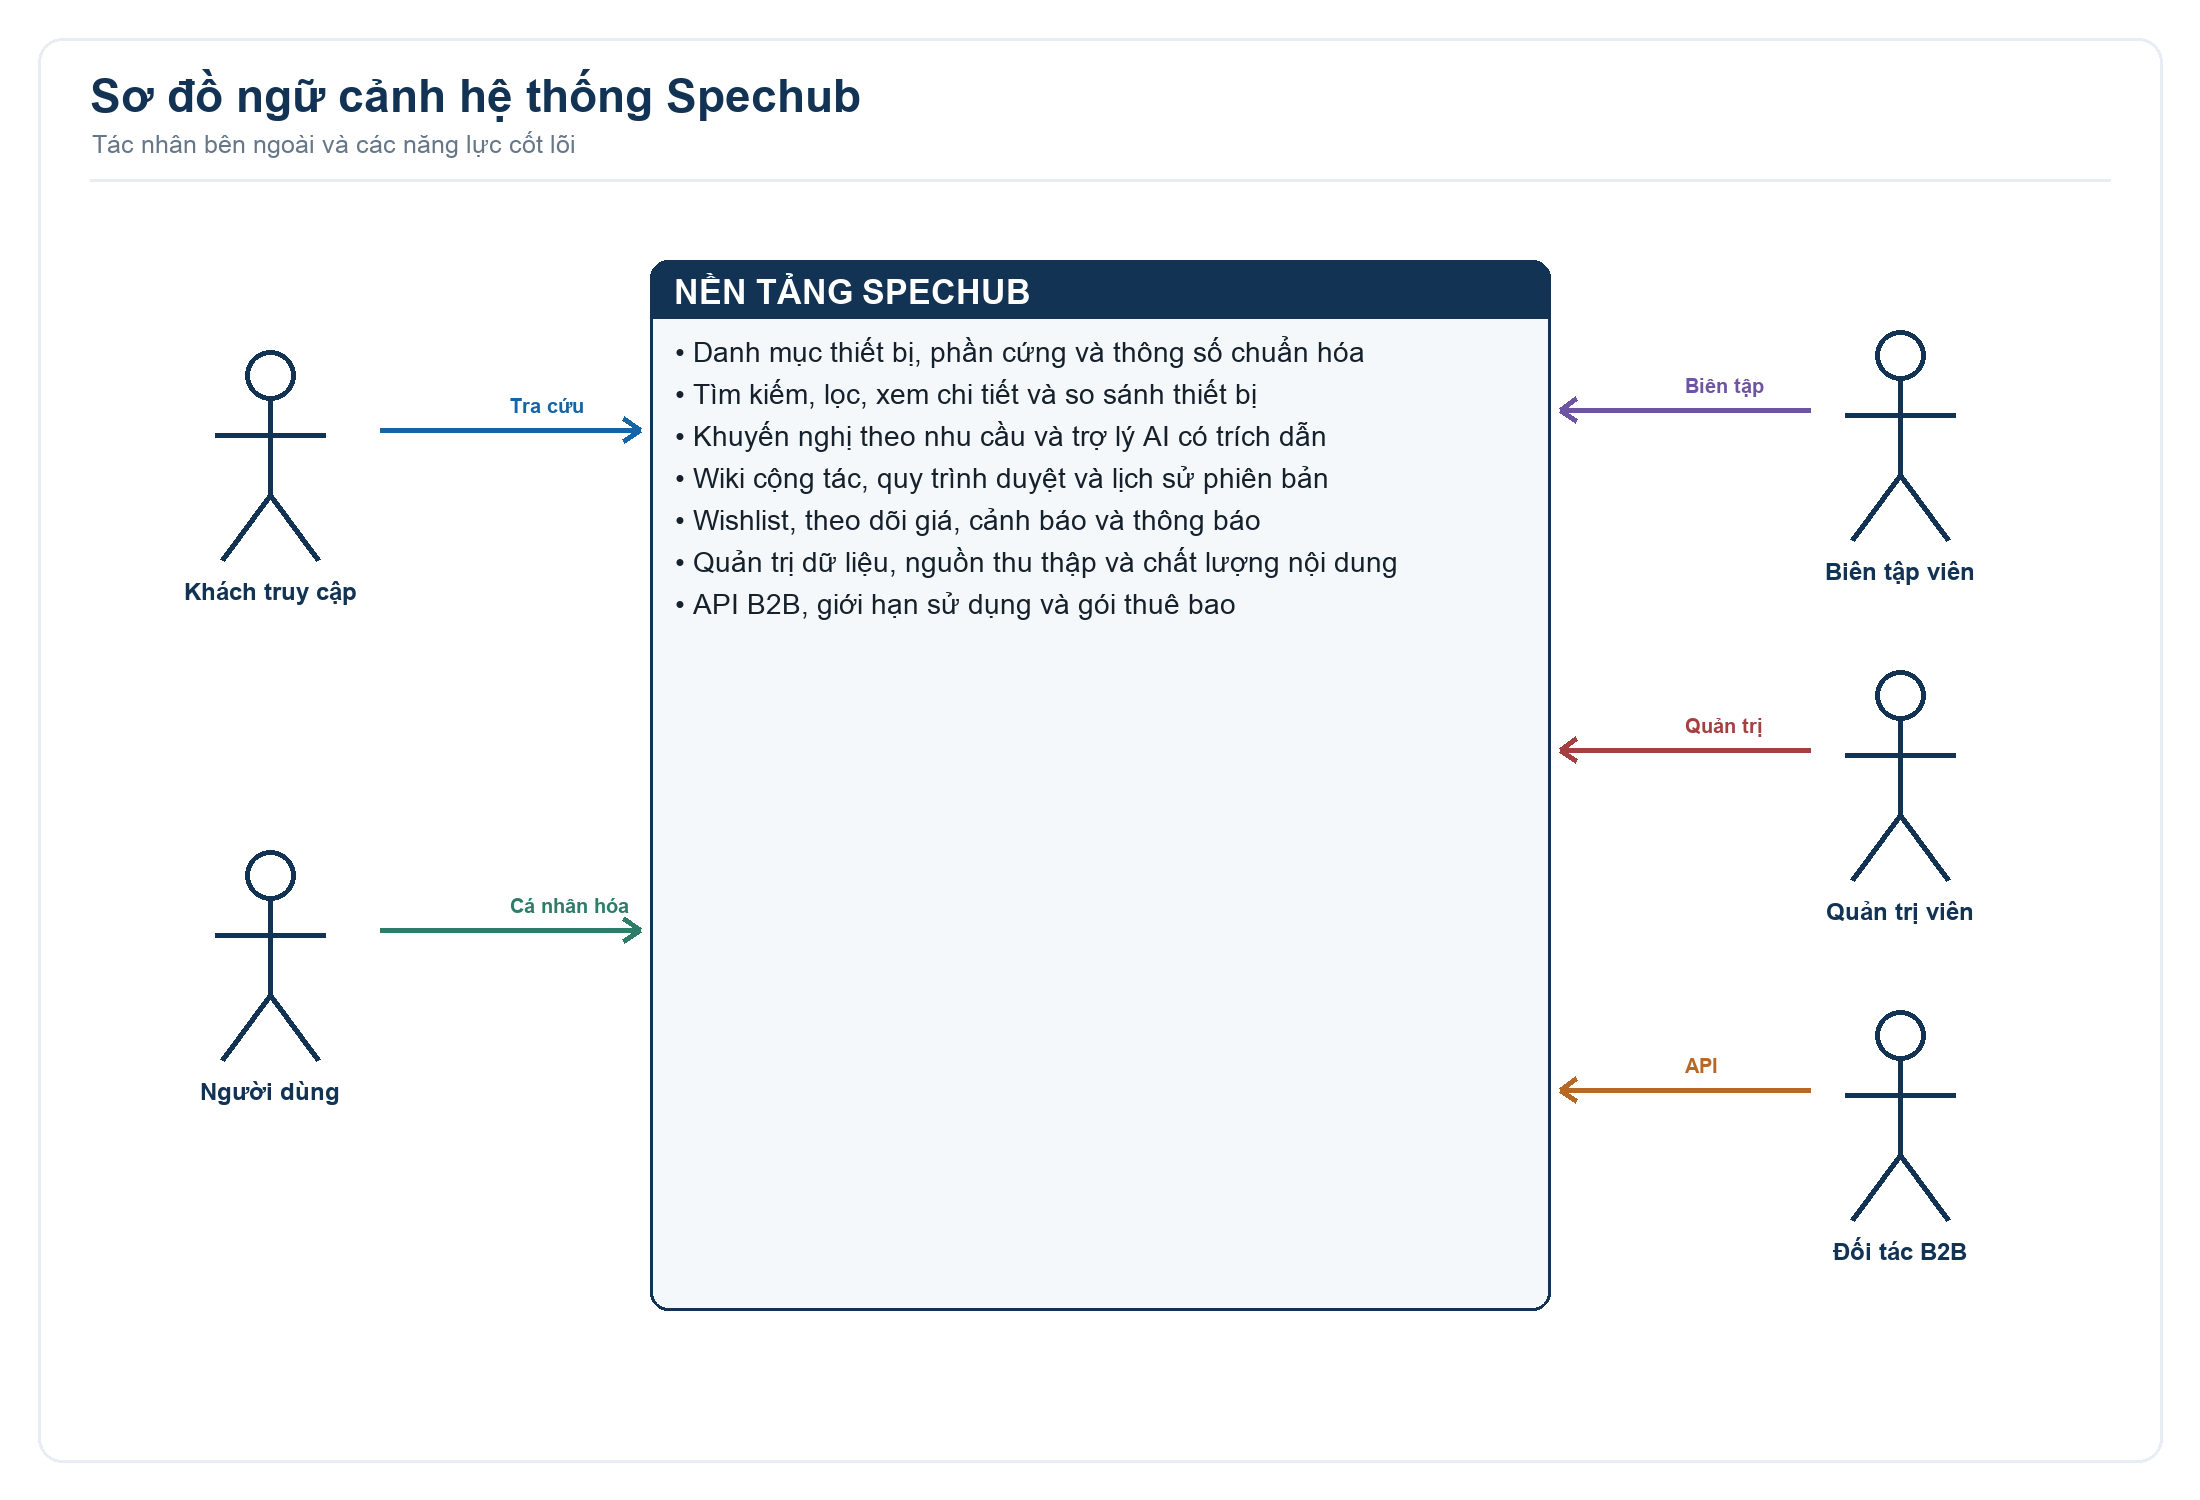 Sơ đồ ngữ cảnh hệ thống Spechub
Tác nhân bên ngoài và các năng lực cốt lõi
NỀN TẢNG SPECHUB
• Danh mục thiết bị, phần cứng và thông số chuẩn hóa
• Tìm kiếm, lọc, xem chi tiết và so sánh thiết bị
• Khuyến nghị theo nhu cầu và trợ lý AI có trích dẫn
• Wiki cộng tác, quy trình duyệt và lịch sử phiên bản
• Wishlist, theo dõi giá, cảnh báo và thông báo
• Quản trị dữ liệu, nguồn thu thập và chất lượng nội dung
• API B2B, giới hạn sử dụng và gói thuê bao
Tra cứu
Khách truy cập
Cá nhân hóa
Người dùng
Biên tập
Biên tập viên
Quản trị
Quản trị viên
API
Đối tác B2B